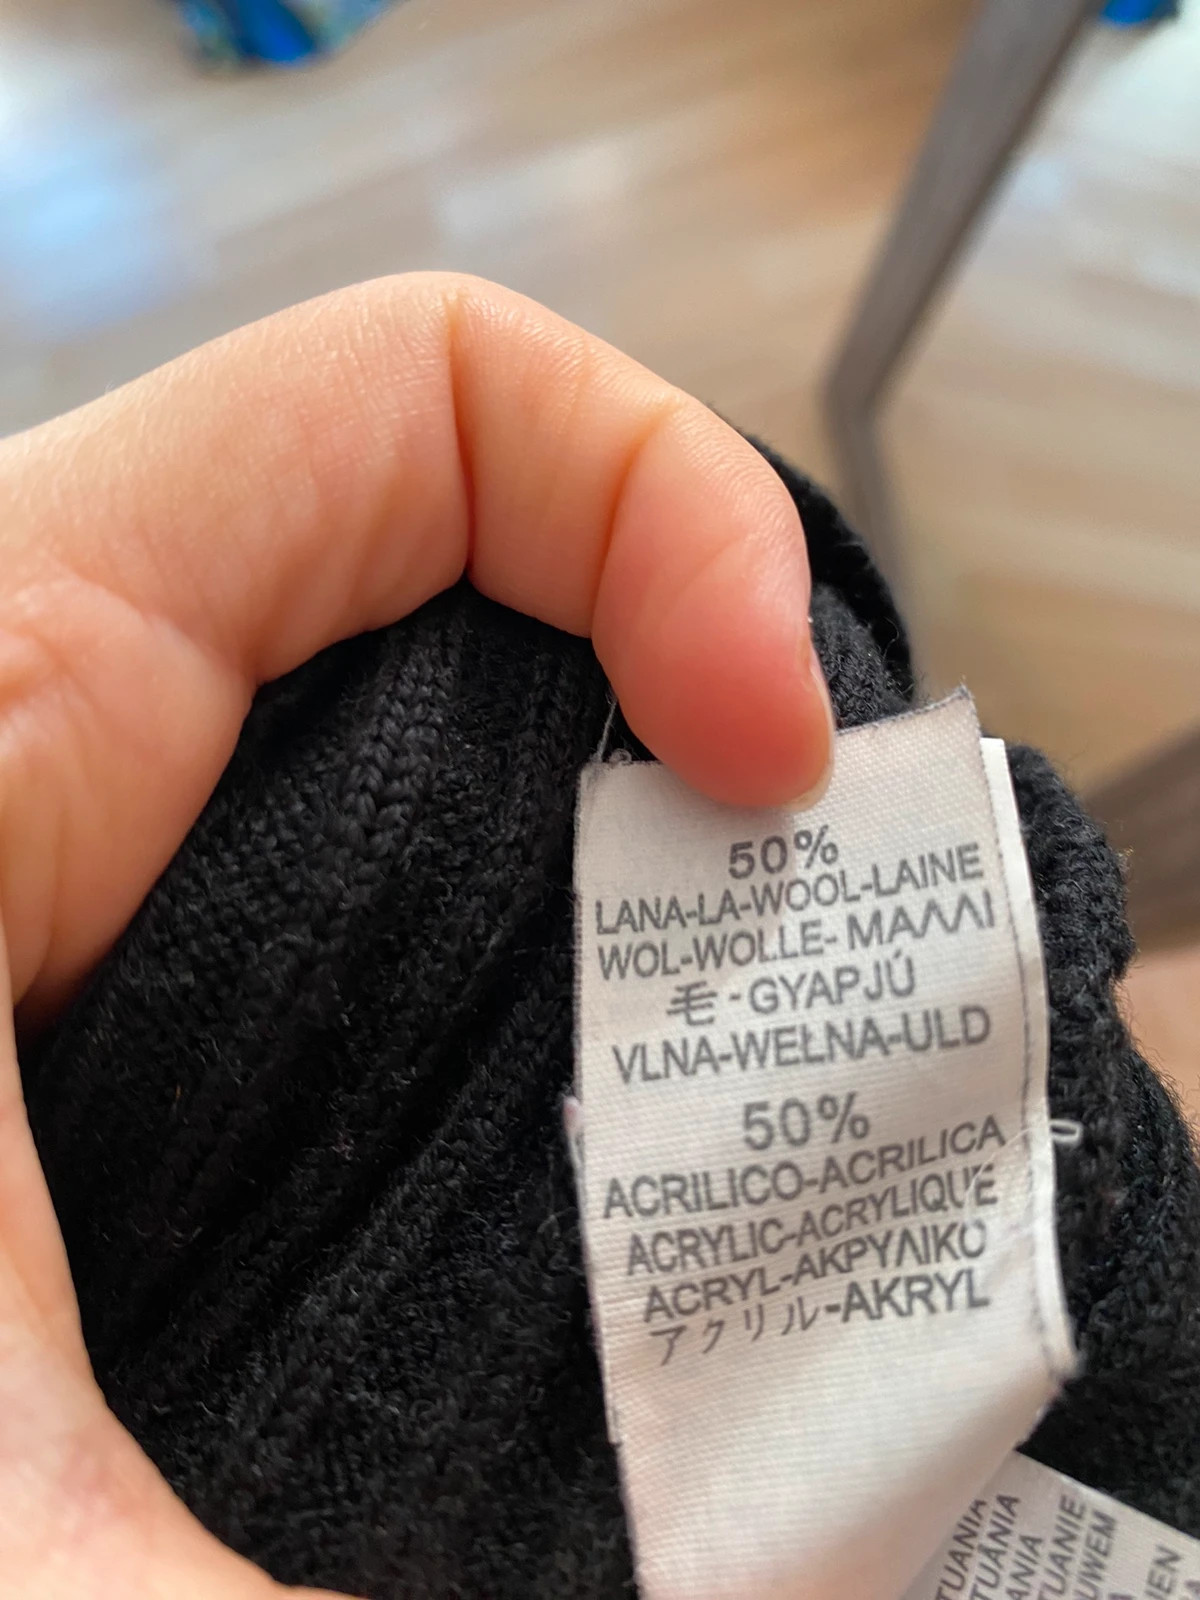 50%
LANA-LA-WOOL-LAINE
WOL-WOLLE-ΜΑΛΛΙ
毛-GYAPJÚ
VLNA-WEŁNA-ULD
50%
ACRILICO-ACRILICA
ACRYLIC-ACRYLIQUE
ACRYL-ΑΚΡΥΛΙΚΟ
アクリル-AKRYL